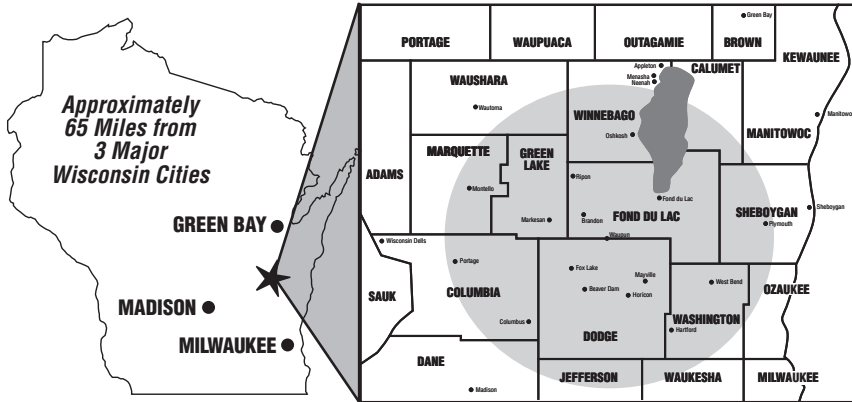 Approximately
65 Miles from
3 Major
Wisconsin Cities
GREEN BAY
MADISON
MILWAUKEE
Green Bay
PORTAGE
WAUPUACA
OUTAGAMIE
BROWN
KEWAUNEE
Appleton
CALUMET
WAUSHARA
Menasha
Neenah
Wautoma
WINNEBAGO
Manitowo
Oshkosh
MANITOWOC
MARQUETTE
GREEN
LAKE
ADAMS
Ripon
Montello
Fond du Lac
SHEBOYGAN
Sheboygan
Markesan
Brandon
FOND DU LAC
Plymouth
Waupun
Wisconsin Dells
Portage
Fox Lake
Mayville
West Bend
OZAUKEE
SAUK
COLUMBIA
Beaver Dam
Horicon
Columbus
WASHINGTON
Hartford
DODGE
DANE
JEFFERSON
WAUKESHA
MILWAUKEE
Madison